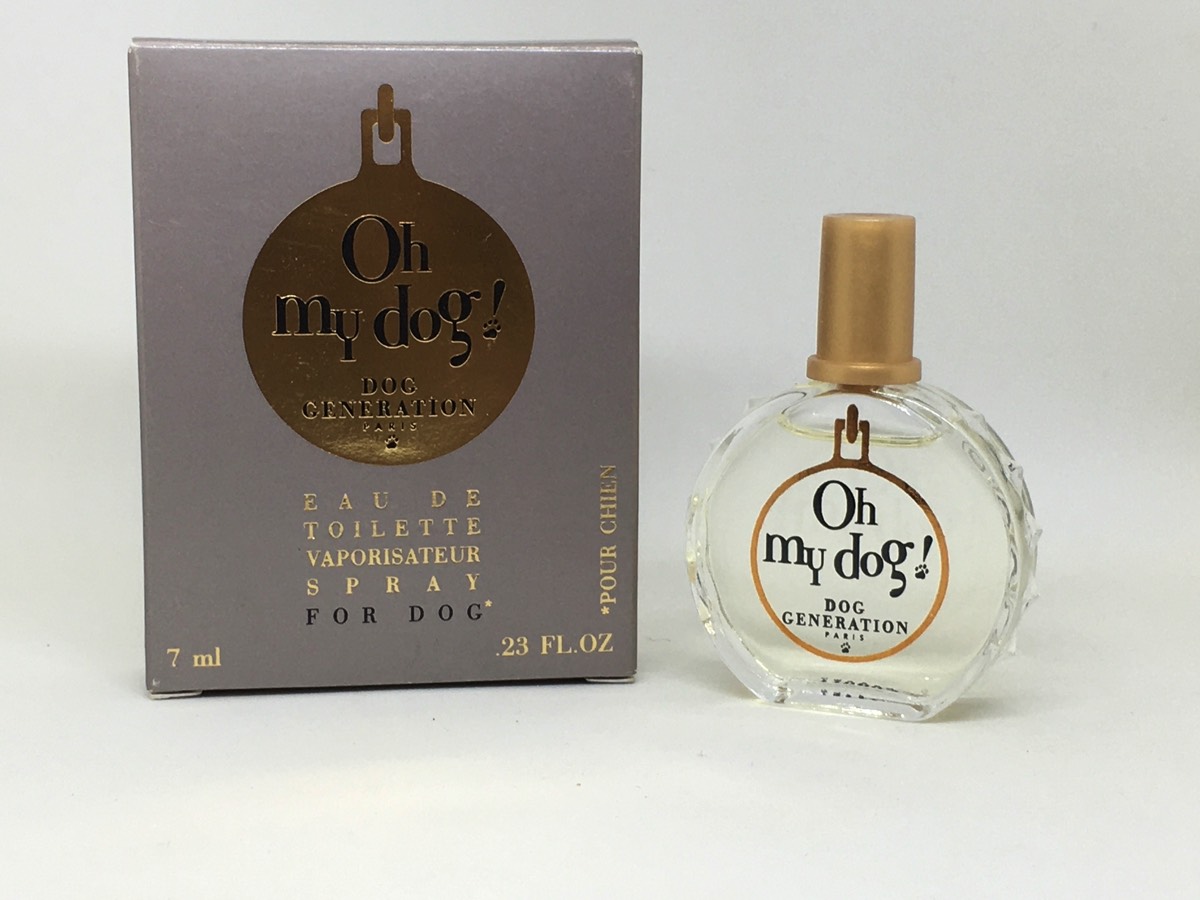 Oh
my dog!
DOG
GENERATION
PARIS
EAU DE
TOILETTE
VAPORISATEUR
SPRAY
FOR DOG*
*POUR CHIEN
7 ml
.23 FL.OZ
Oh
my dog!
DOG
GENERATION
PARIS